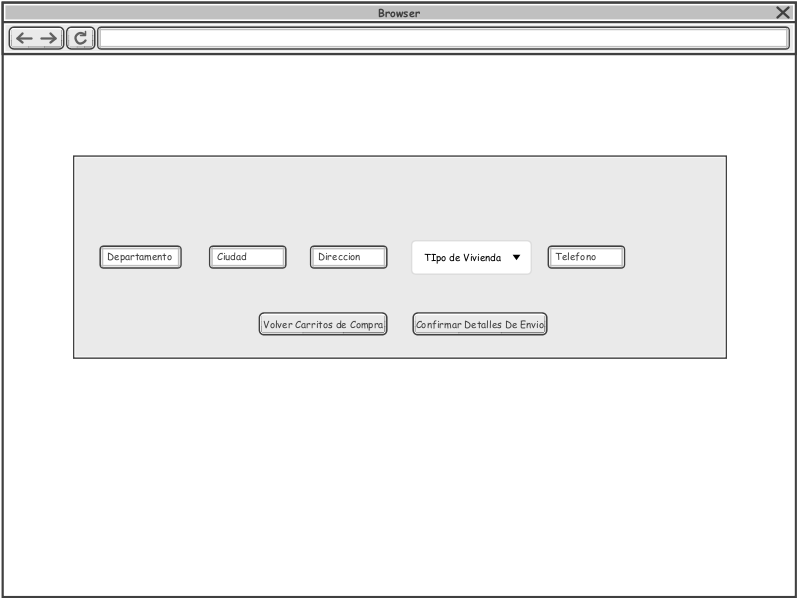 Browser
Departamento
Ciudad
Direccion
TIpo de Vivienda
Telefono
Volver Carritos de Compra
Confirmar Detalles De Envio